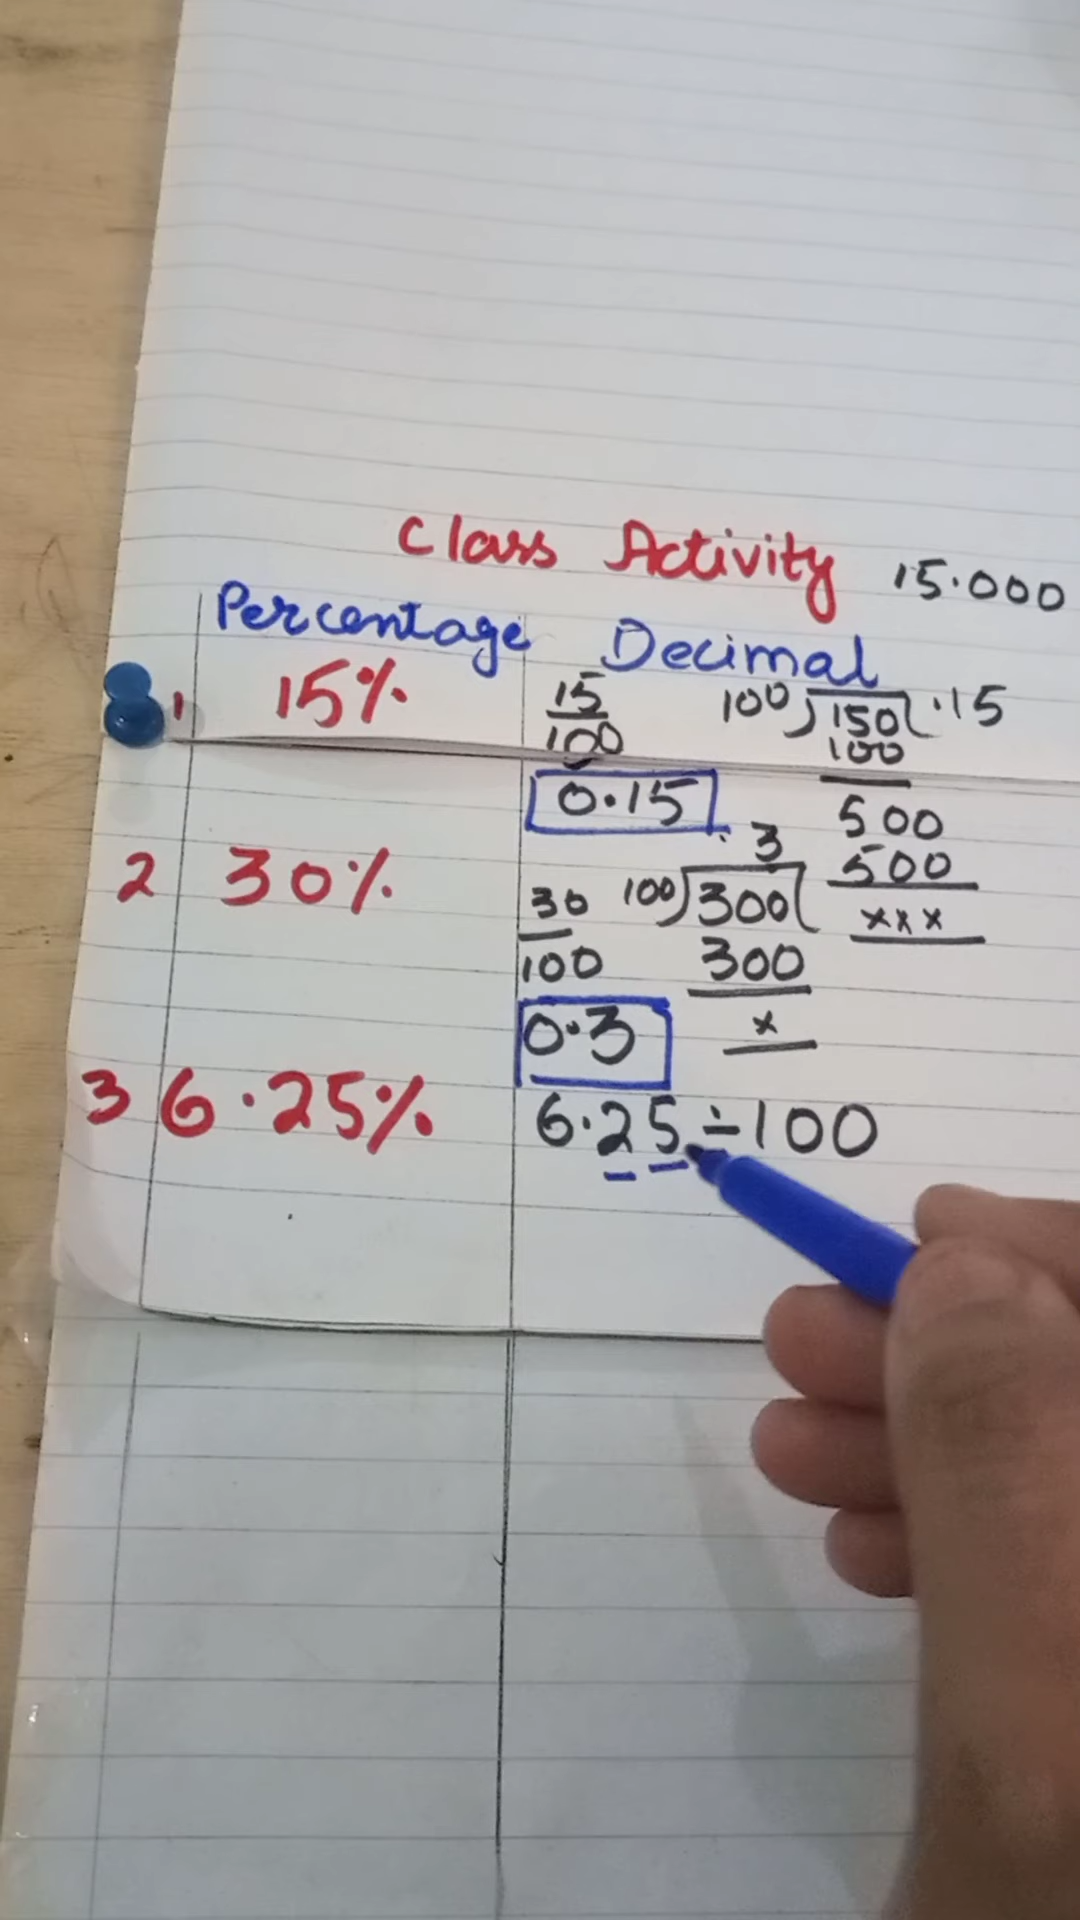 Class Activity 15.000
Percentage Decimal
1 15% 15/100 100)150(.15
100
0.15
500
500
×××
2 30% 30/100 100)300( .3
300
×
0.3
3 6.25% 6.25÷100